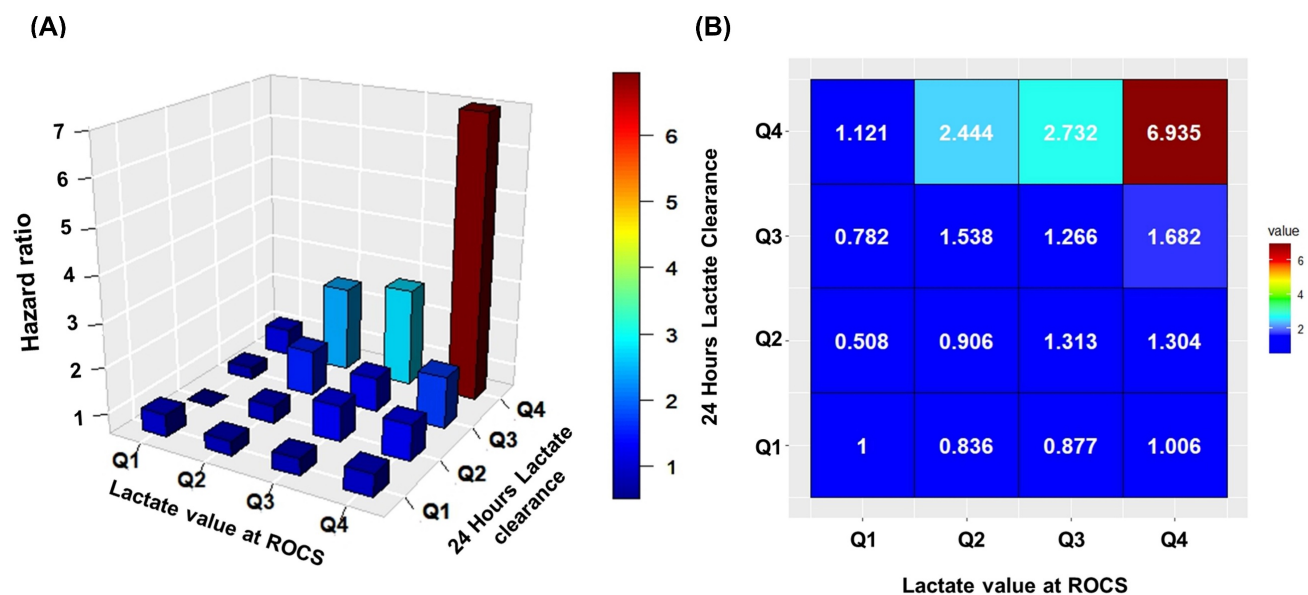 (A)
Hazard ratio
7
6
5
4
3
2
1
Q1
Q2
Q3
Q4
Lactate value at ROCS
Q1
Q2
Q3
Q4
24 Hours Lactate
clearance
6
5
4
3
2
1
(B)
24 Hours Lactate Clearance
Q4 1.121 2.444 2.732 6.935
Q3 0.782 1.538 1.266 1.682
Q2 0.508 0.906 1.313 1.304
Q1 1 0.836 0.877 1.006
Q1 Q2 Q3 Q4
Lactate value at ROCS
value
6
4
2